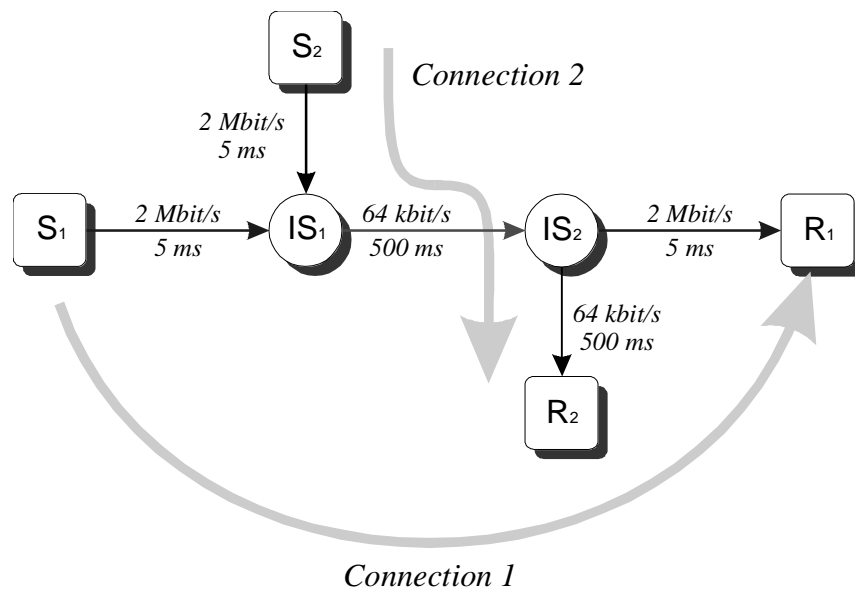 S2
Connection 2
2 Mbit/s
5 ms
S1
2 Mbit/s
5 ms
IS1
64 kbit/s
500 ms
IS2
2 Mbit/s
5 ms
R1
64 kbit/s
500 ms
R2
Connection 1